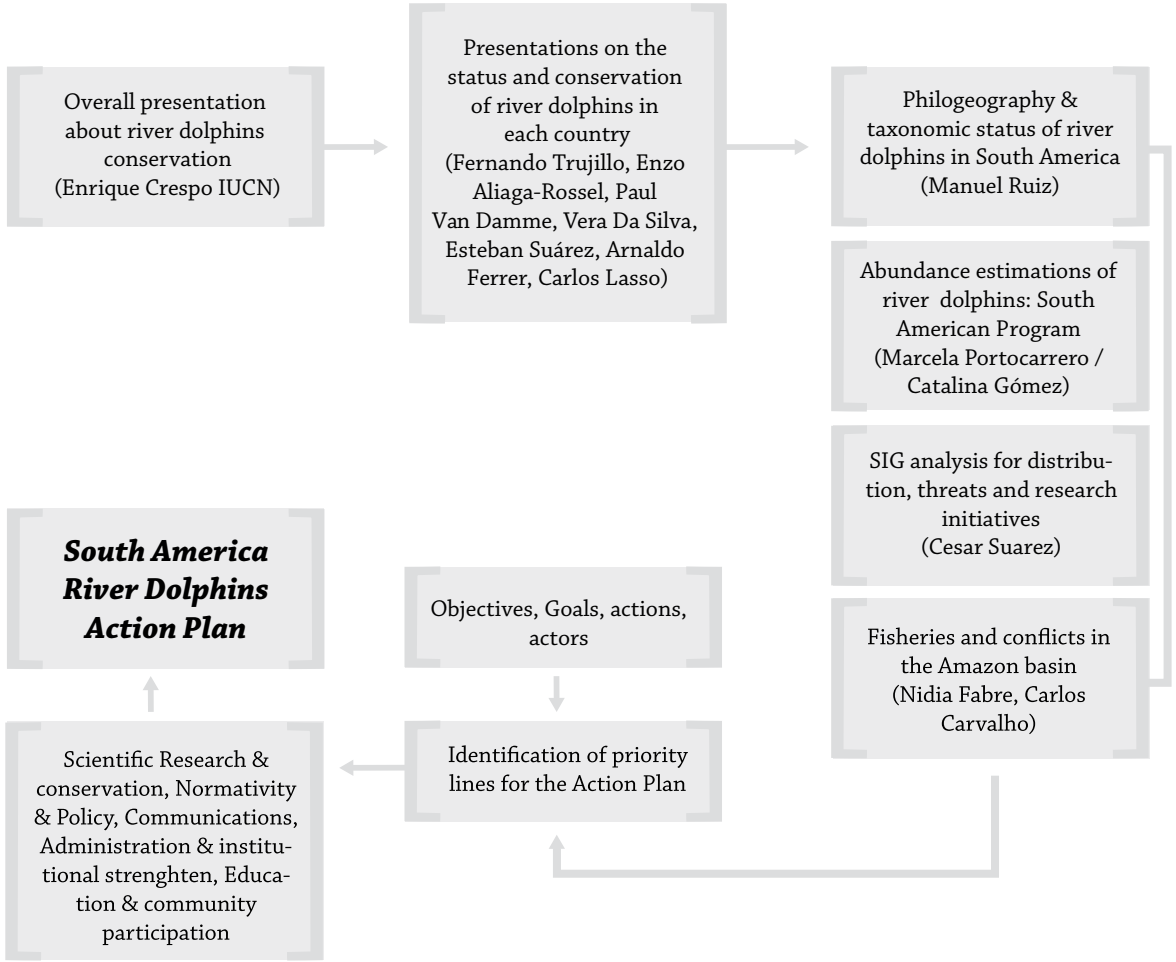 Overall presentation
about river dolphins
conservation
(Enrique Crespo IUCN)
Presentations on the
status and conservation
of river dolphins in
each country
(Fernando Trujillo, Enzo
Aliaga-Rossel, Paul
Van Damme, Vera Da Silva,
Esteban Suárez, Arnaldo
Ferrer, Carlos Lasso)
Philogeography &
taxonomic status of river
dolphins in South America
(Manuel Ruiz)
Abundance estimations of
river dolphins: South
American Program
(Marcela Portocarrero /
Catalina Gómez)
SIG analysis for distribu-
tion, threats and research
initiatives
(Cesar Suarez)
Fisheries and conflicts in
the Amazon basin
(Nidia Fabre, Carlos
Carvalho)
Objectives, Goals, actions,
actors
Identification of priority
lines for the Action Plan
Scientific Research &
conservation, Normativity
& Policy, Communications,
Administration & institu-
tional strenghten, Educa-
tion & community
participation
South America
River Dolphins
Action Plan